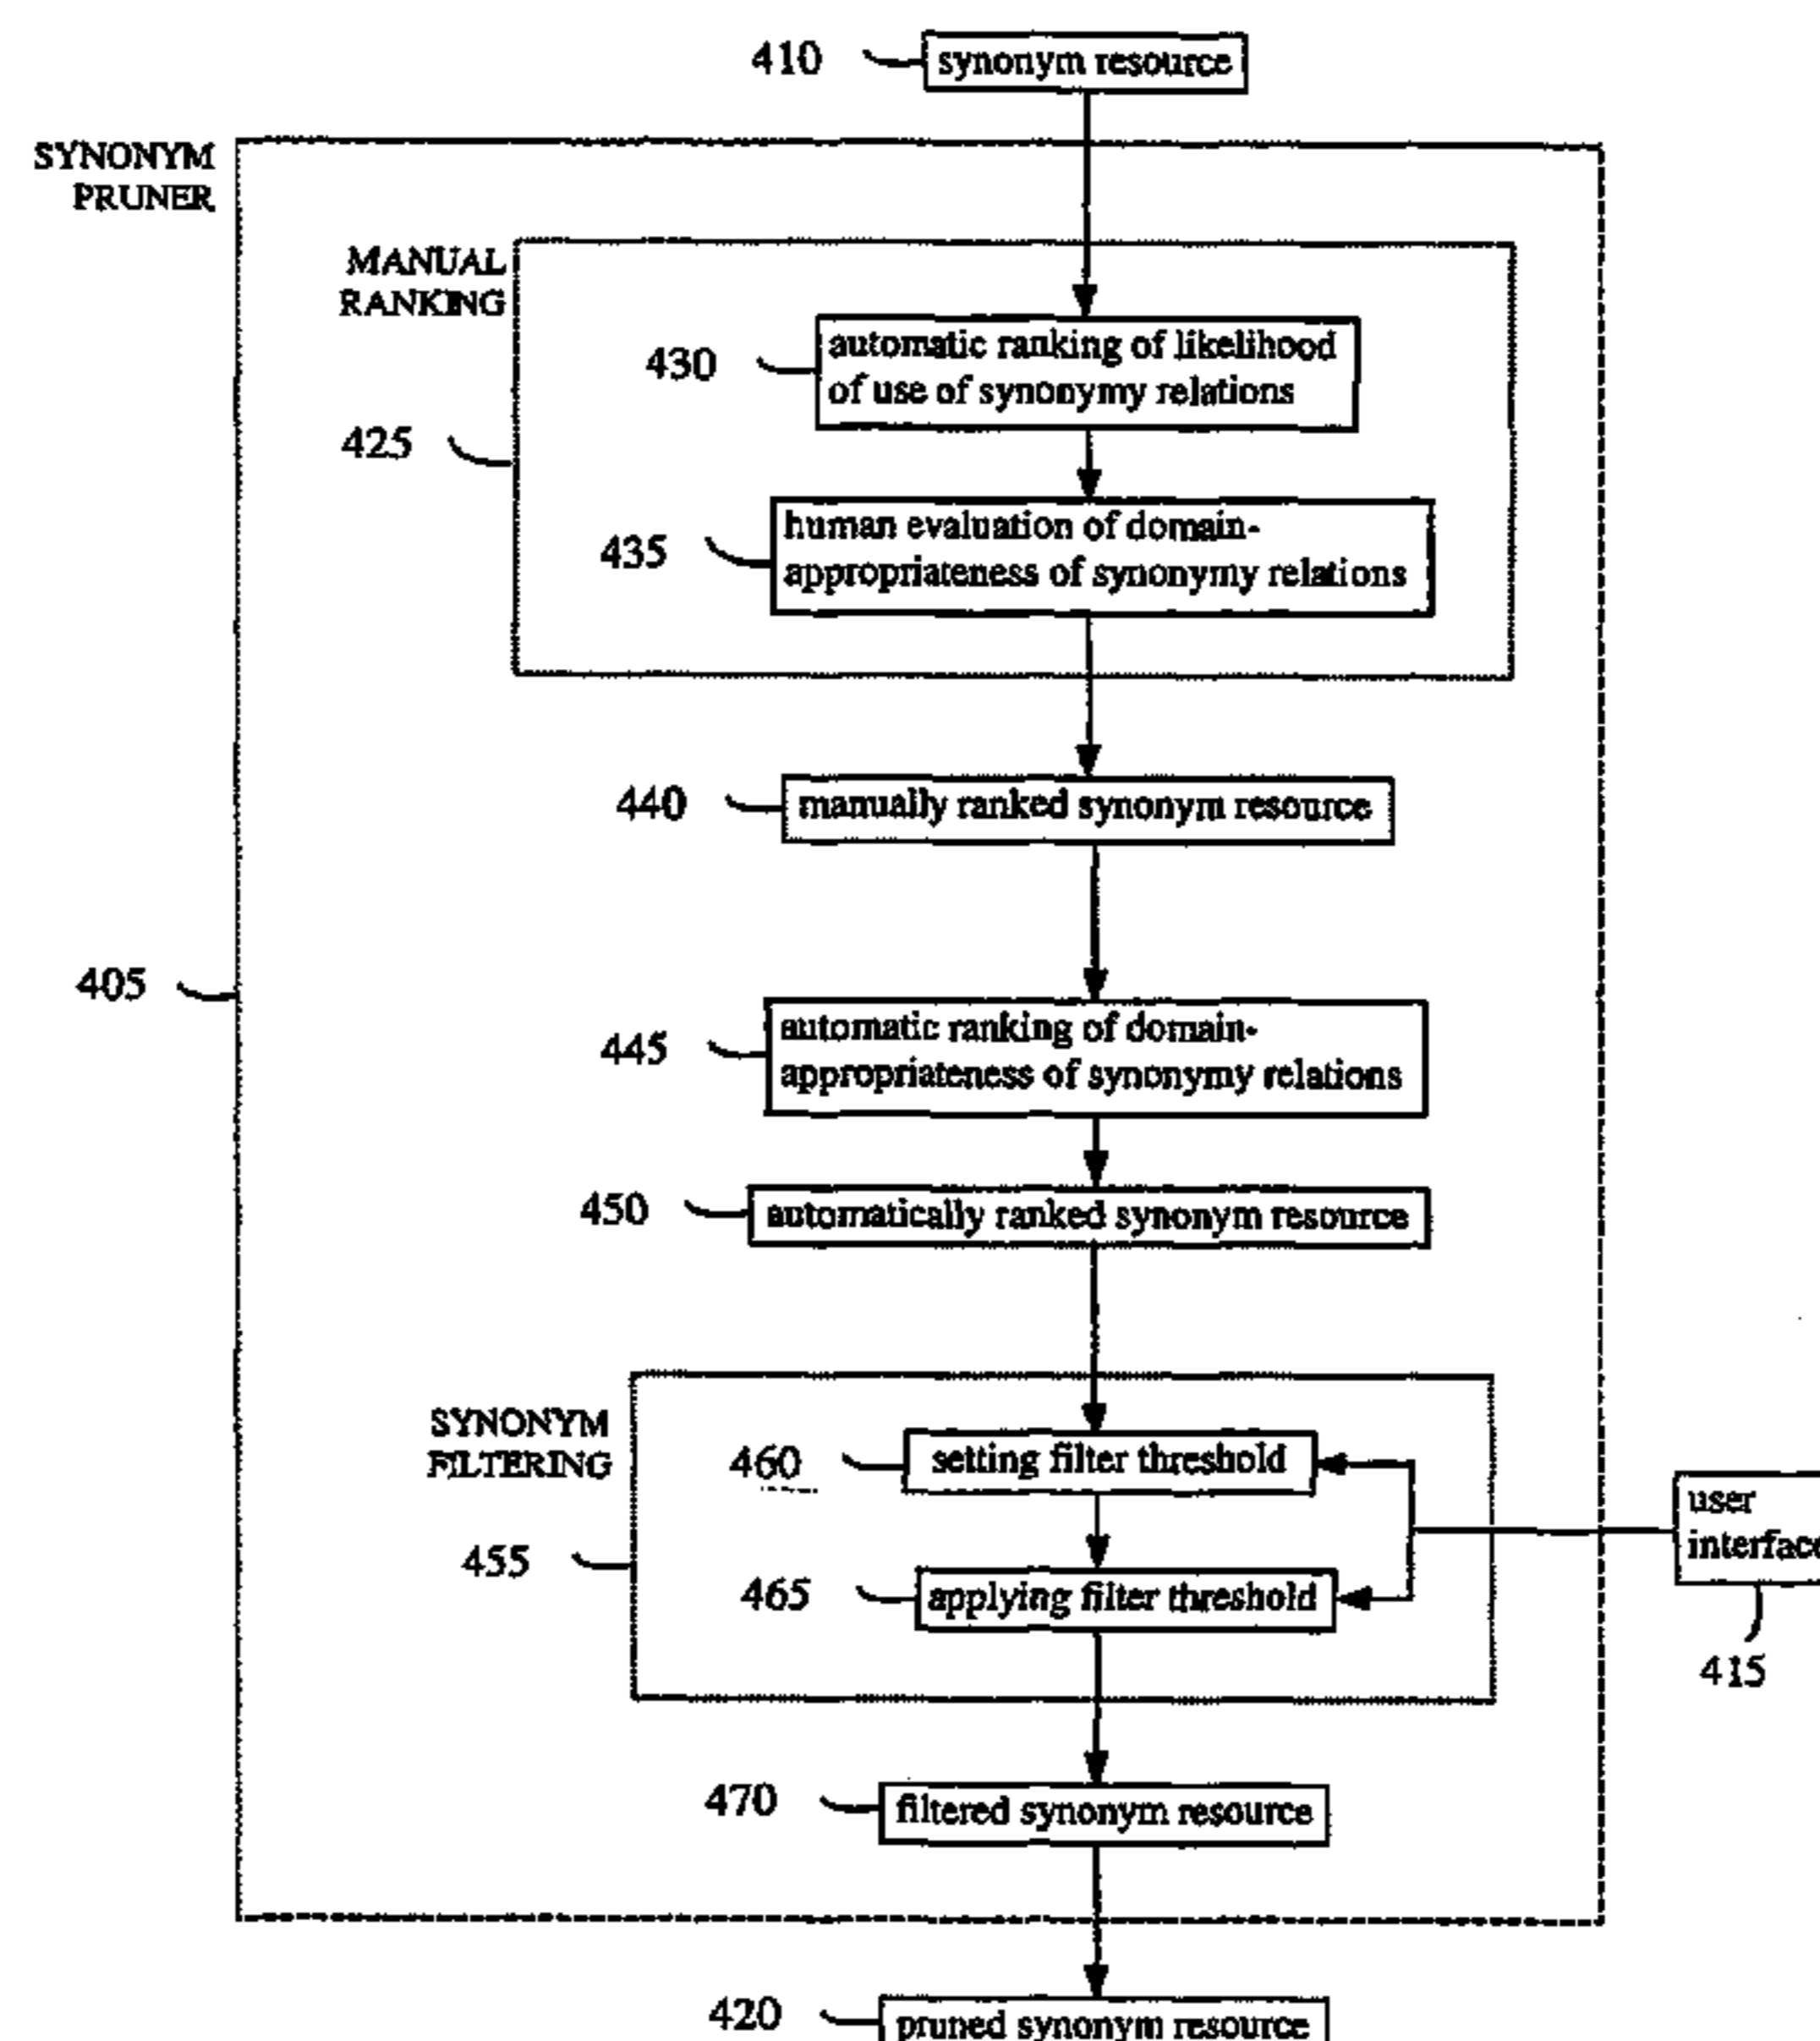 410
synonym resource
SYNONYM
PRUNER
MANUAL
RANKING
430
automatic ranking of likelihood
of use of synonymy relations
425
435
human evaluation of domain-
appropriateness of synonymy relations
440
manually ranked synonym resource
405
445
automatic ranking of domain-
appropriateness of synonymy relations
450
automatically ranked synonym resource
SYNONYM
FILTERING
460
setting filter threshold
user
interface
455
465
applying filter threshold
415
470
filtered synonym resource
420
pruned synonym resource